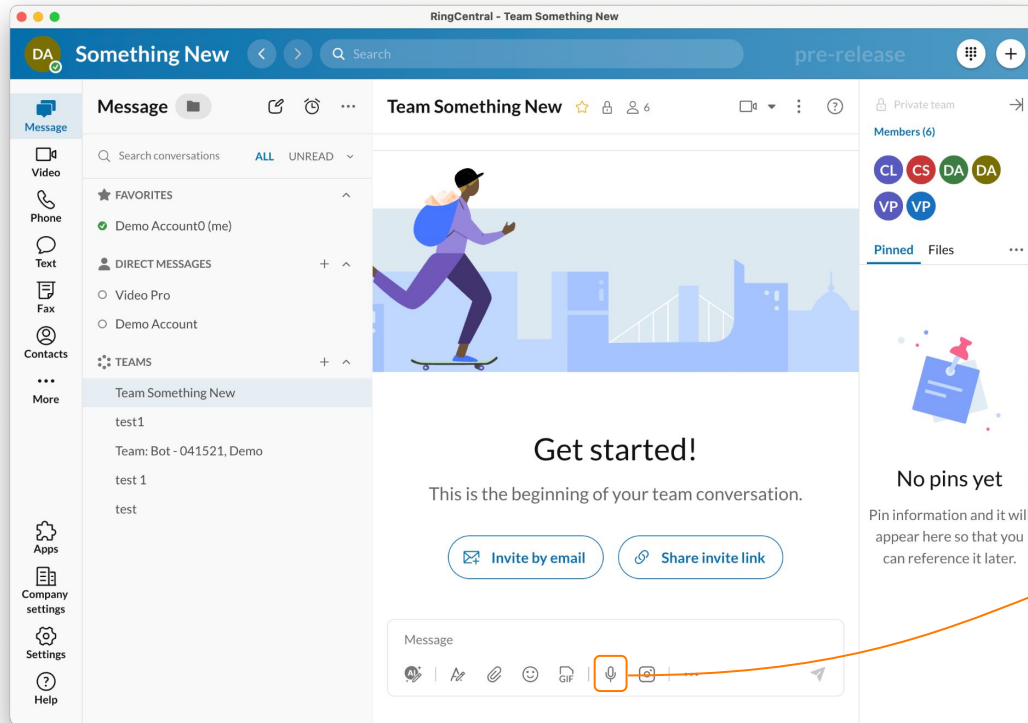 RingCentral - Team Something New
DA
Something New
Search
pre-release
Message
Video
Phone
Text
Fax
Contacts
More
Apps
Company
settings
Settings
Help
Message
Search conversations ALL UNREAD
FAVORITES
Demo Account0 (me)
DIRECT MESSAGES
Video Pro
Demo Account
TEAMS
Team Something New
test1
Team: Bot - 041521, Demo
test 1
test
Team Something New 6
Get started!
This is the beginning of your team conversation.
Invite by email Share invite link
Message
AI GIF
Private team
Members (6)
CL CS DA DA
VP VP
Pinned Files
No pins yet
Pin information and it will
appear here so that you
can reference it later.